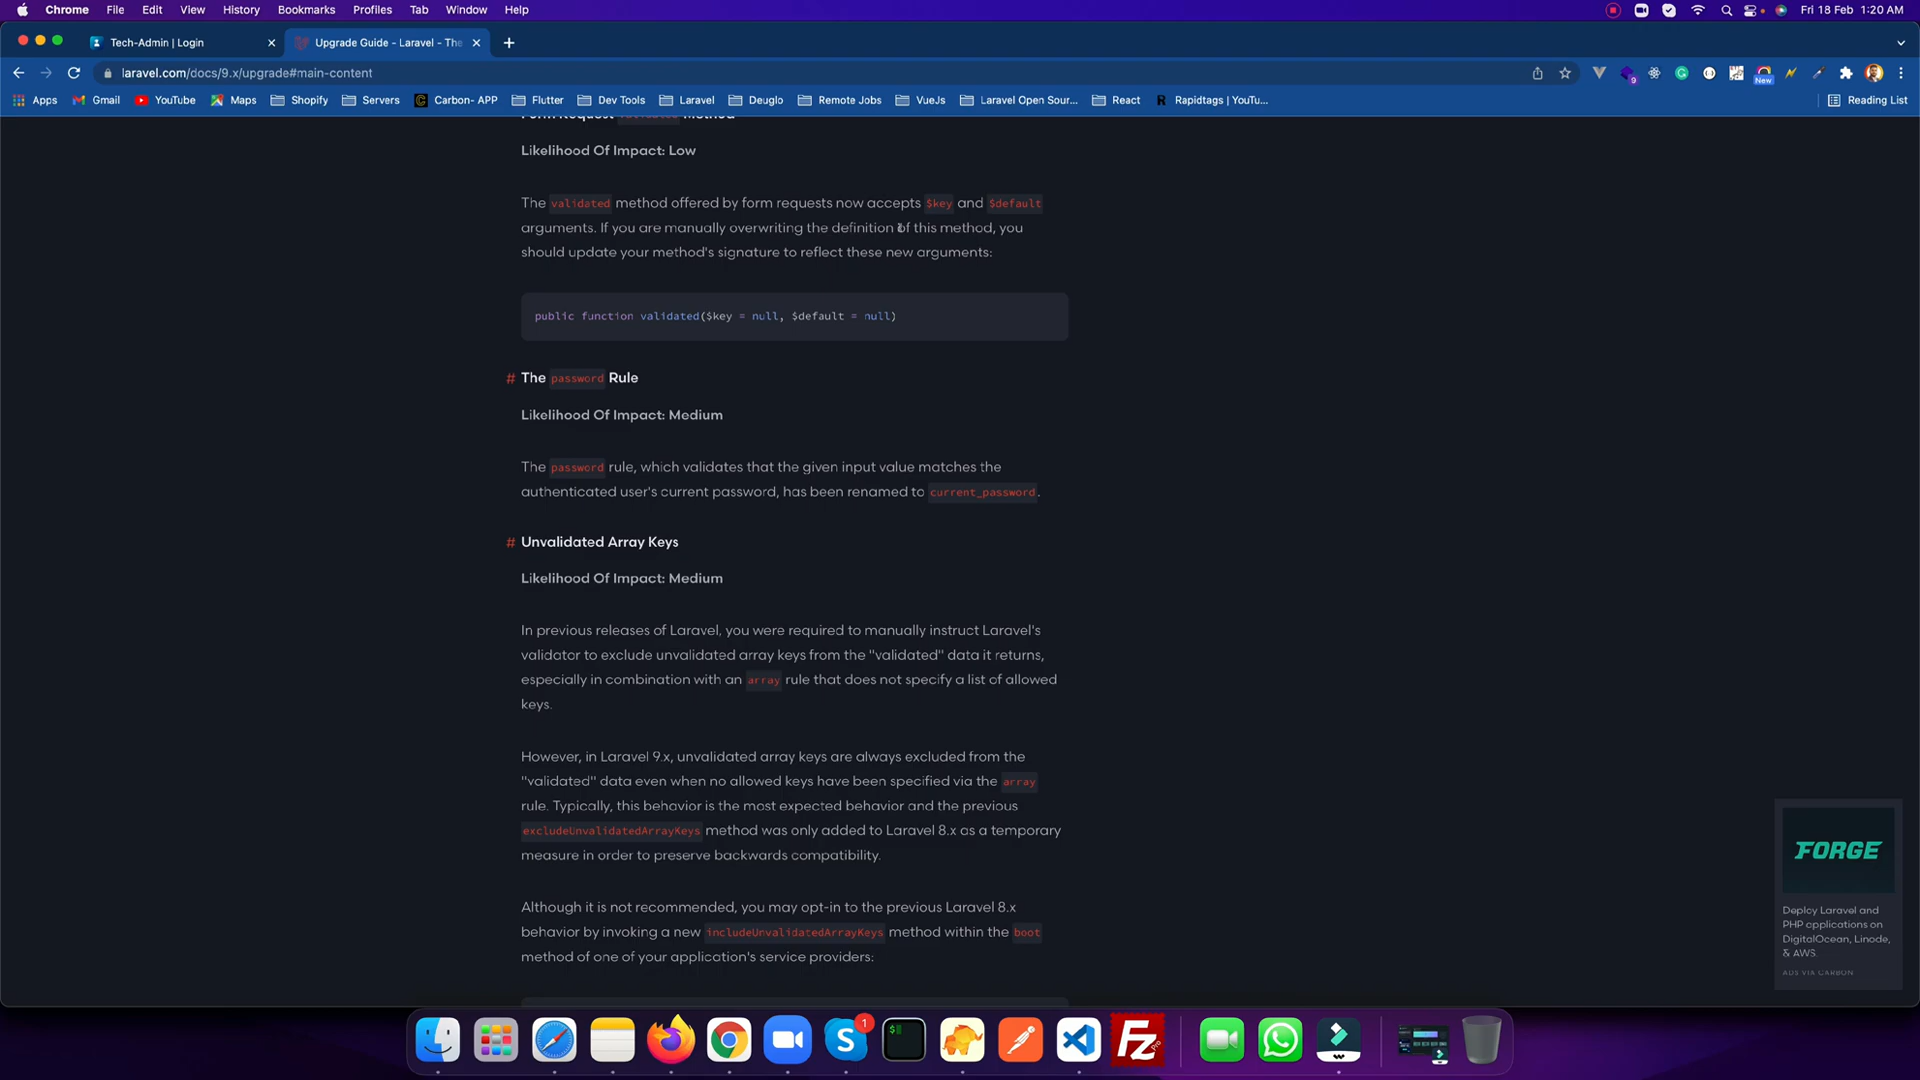 Chrome File Edit View History Bookmarks Profiles Tab Window Help Fri 18 Feb 1:20 AM
Tech-Admin | Login
Upgrade Guide - Laravel - The
laravel.com/docs/9.x/upgrade#main-content
9
New
Apps Gmail YouTube Maps Shopify Servers Carbon- APP Flutter Dev Tools Laravel Deuglo Remote Jobs VueJs Laravel Open Sour... React Rapidtags | YouTu... Reading List
Form Request validated Method
Likelihood Of Impact: Low
The validated method offered by form requests now accepts $key and $default
arguments. If you are manually overwriting the definition of this method, you
should update your method's signature to reflect these new arguments:
public function validated($key = null, $default = null)
# The password Rule
Likelihood Of Impact: Medium
The password rule, which validates that the given input value matches the
authenticated user's current password, has been renamed to current_password.
# Unvalidated Array Keys
Likelihood Of Impact: Medium
In previous releases of Laravel, you were required to manually instruct Laravel's
validator to exclude unvalidated array keys from the "validated" data it returns,
especially in combination with an array rule that does not specify a list of allowed
keys.
However, in Laravel 9.x, unvalidated array keys are always excluded from the
"validated" data even when no allowed keys have been specified via the array
rule. Typically, this behavior is the most expected behavior and the previous
excludeUnvalidatedArrayKeys method was only added to Laravel 8.x as a temporary
measure in order to preserve backwards compatibility.
Although it is not recommended, you may opt-in to the previous Laravel 8.x
behavior by invoking a new includeUnvalidatedArrayKeys method within the boot
method of one of your application's service providers:
FORGE
Deploy Laravel and
PHP applications on
DigitalOcean, Linode,
& AWS.
ADS VIA CARBON
1
$
FZ Pro